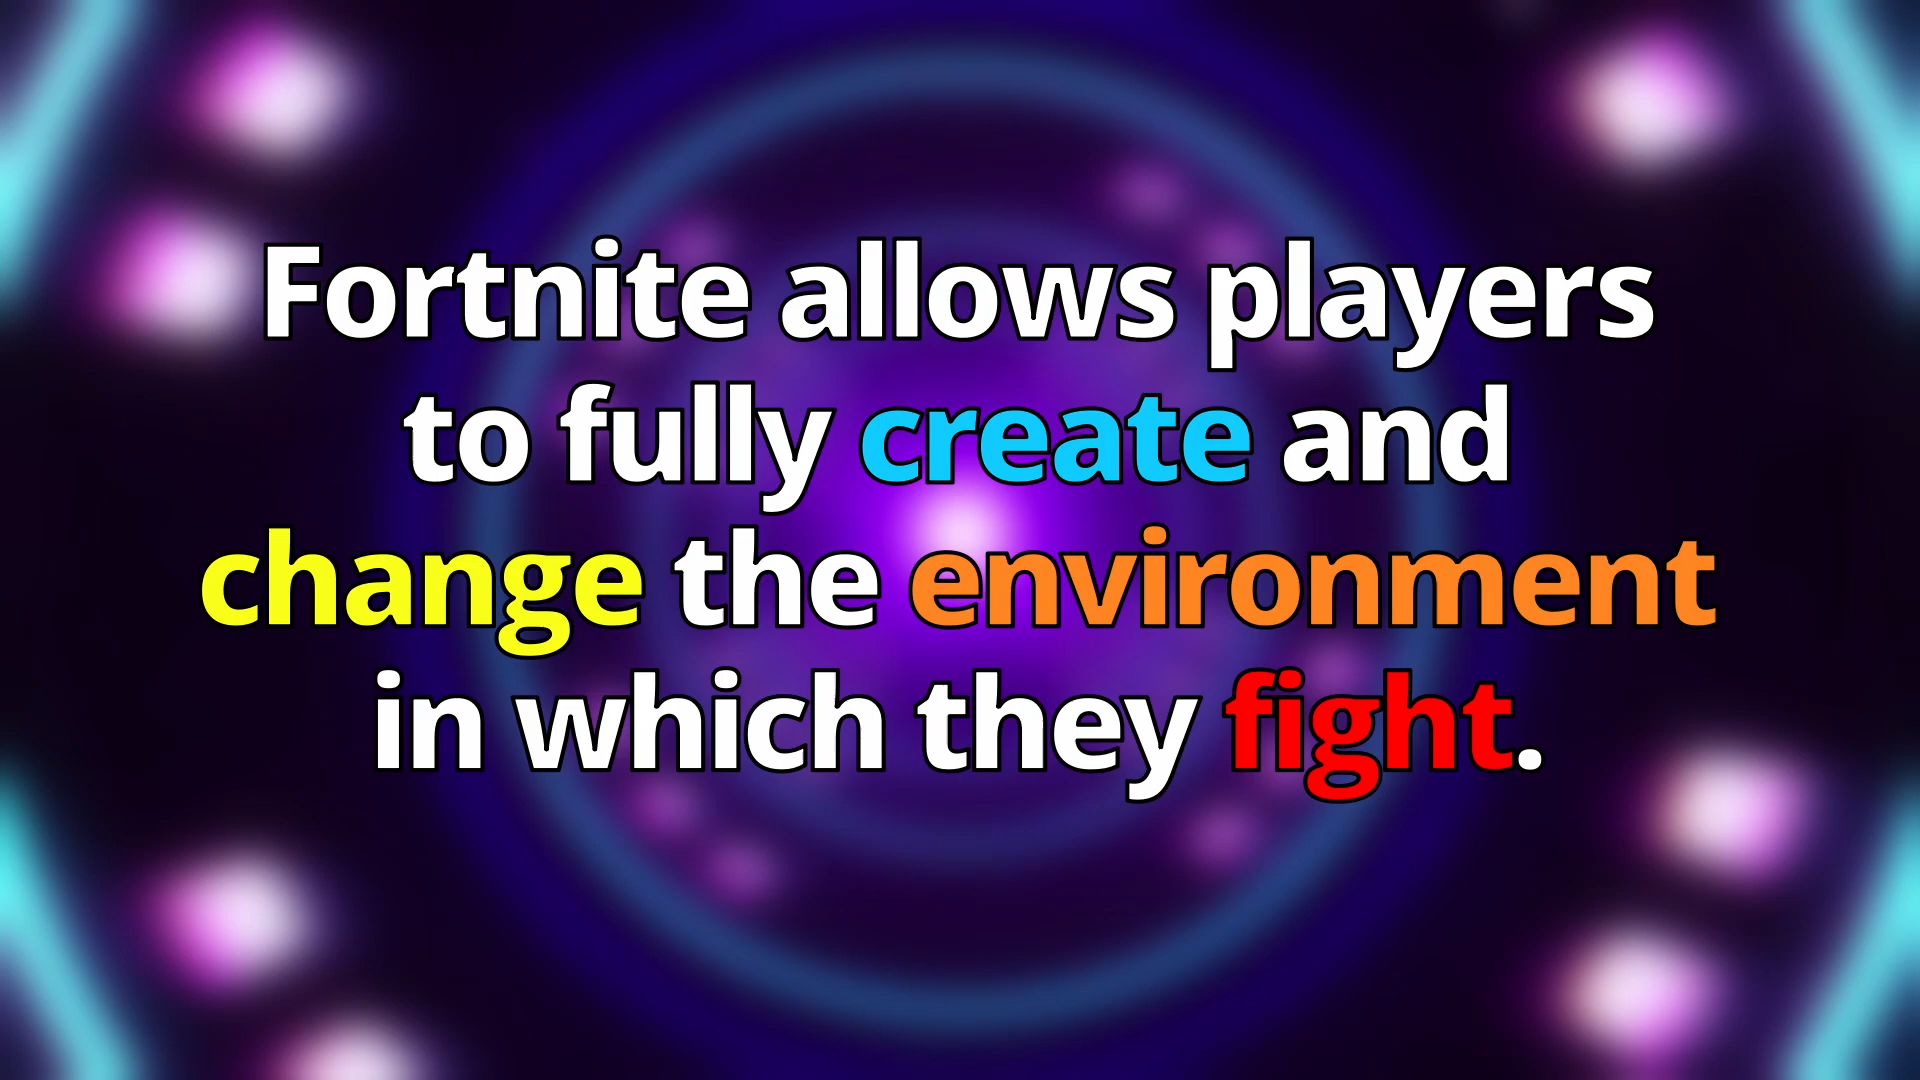 Fortnite allows players
to fully create and
change the environment
in which they fight.